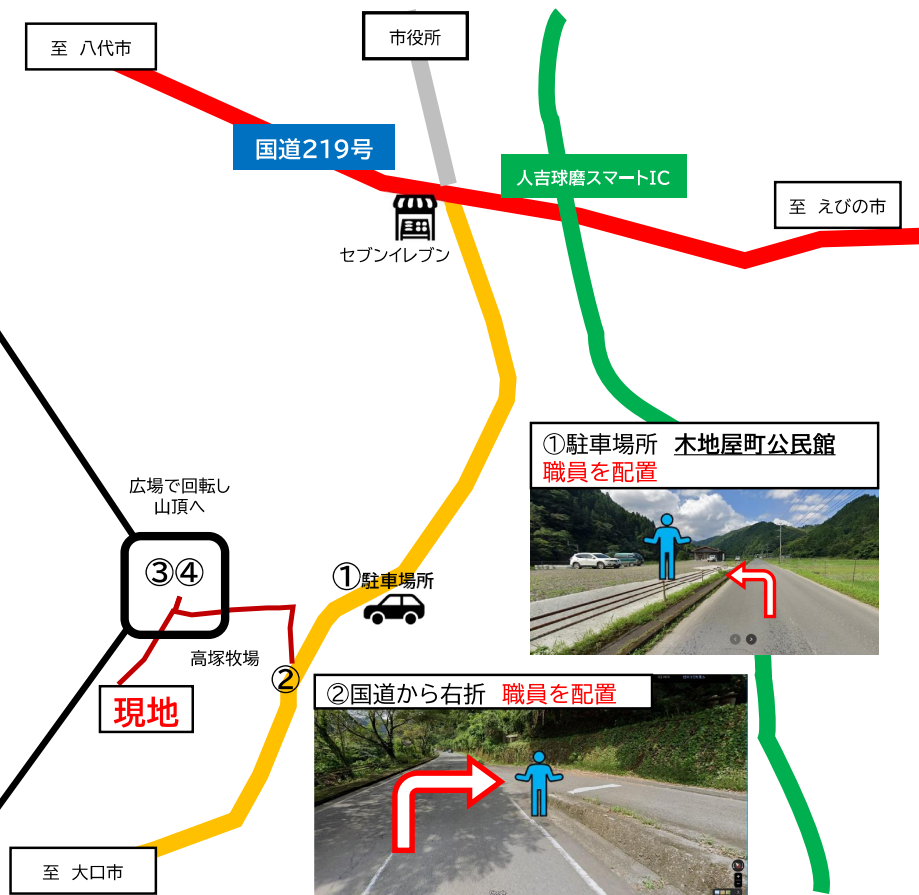 至 八代市
市役所
国道219号
人吉球磨スマートIC
至 えびの市
セブンイレブン
①駐車場所 木地屋町公民館
職員を配置
広場で回転し
山頂へ
③④
①駐車場所
高塚牧場
②
現地
②国道から右折 職員を配置
至 大口市